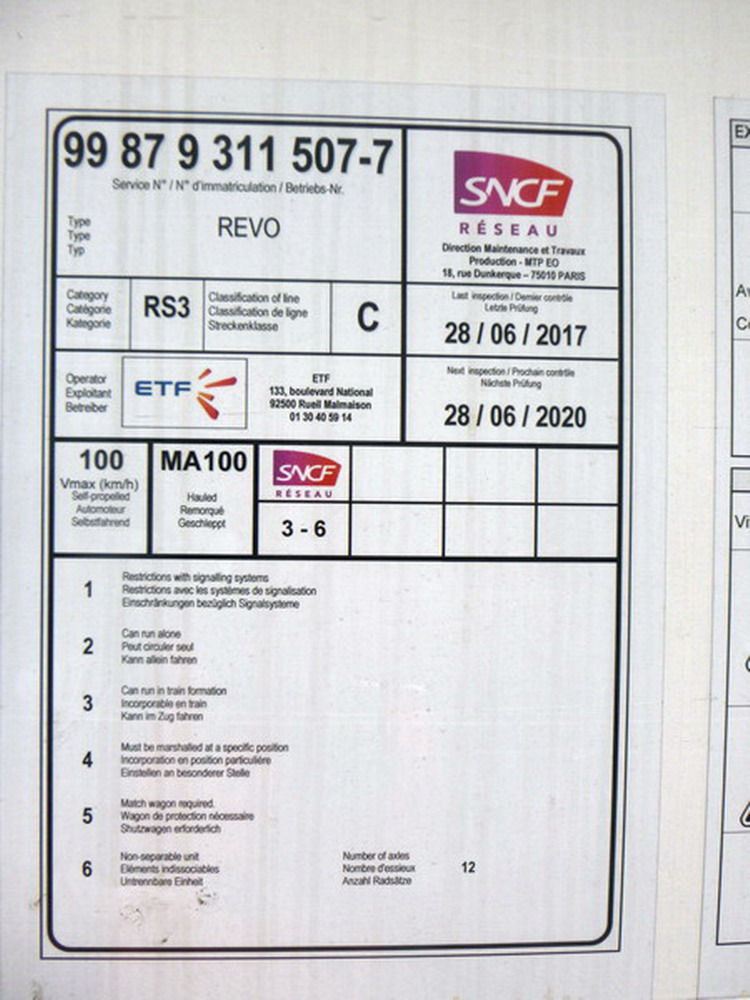 99 87 9 311 507-7
Service N° / N° d'immatriculation / Betriebs-Nr.
Type
Type
Typ
REVO
SNCF
RÉSEAU
Direction Maintenance et Travaux
Production - MTP EO
18, rue Dunkerque – 75010 PARIS
Category
Catégorie
Kategorie
RS3
Classification of line
Classification de ligne
Streckenklasse
C
Last inspection / Dernier contrôle
Letzte Prüfung
28 / 06 / 2017
Operator
Exploitant
Betreiber
ETF
ETF
133, boulevard National
92500 Rueil Malmaison
01 30 40 59 14
Next inspection / Prochain contrôle
Nächste Prüfung
28 / 06 / 2020
100
Vmax (km/h)
Self-propelled
Automoteur
Selbstfahrend
MA100
Hauled
Remorqué
Geschleppt
SNCF
RÉSEAU
3 - 6
1
Restrictions with signalling systems
Restrictions avec les systèmes de signalisation
Einschränkungen bezüglich Signalsysteme
2
Can run alone
Peut circuler seul
Kann allein fahren
3
Can run in train formation
Incorporable en train
Kann im Zug fahren
4
Must be marshalled at a specific position
Incorporation en position particulière
Einstellen an besonderer Stelle
5
Match wagon required.
Wagon de protection nécessaire
Shutzwagen erforderlich
6
Non-separable unit
Eléments indissociables
Untrennbare Einheit
Number of axles
Nombre d'essieux
Anzahl Radsätze
12